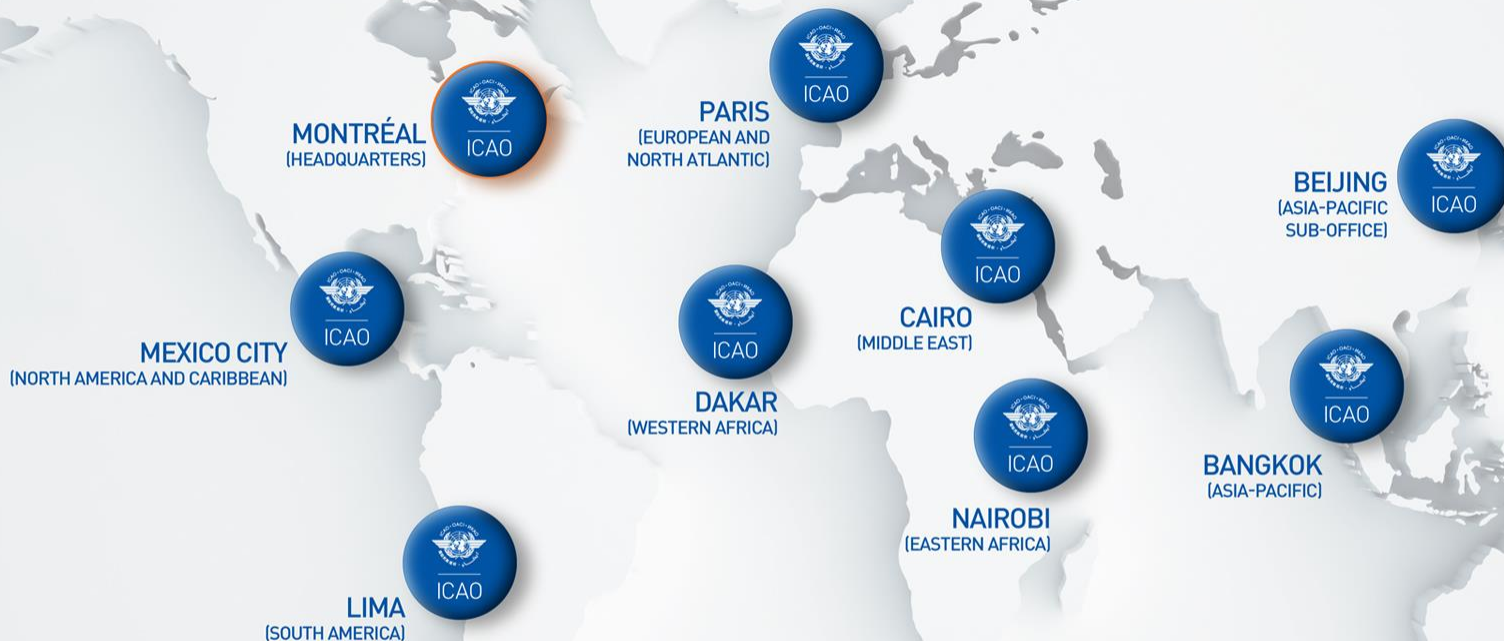 MONTRÉAL
(HEADQUARTERS)
ICAO
PARIS
(EUROPEAN AND
NORTH ATLANTIC)
ICAO
BEIJING
(ASIA-PACIFIC
SUB-OFFICE)
ICAO
MEXICO CITY
(NORTH AMERICA AND CARIBBEAN)
ICAO
DAKAR
(WESTERN AFRICA)
ICAO
CAIRO
(MIDDLE EAST)
ICAO
BANGKOK
(ASIA-PACIFIC)
ICAO
NAIROBI
(EASTERN AFRICA)
ICAO
LIMA
(SOUTH AMERICA)
ICAO